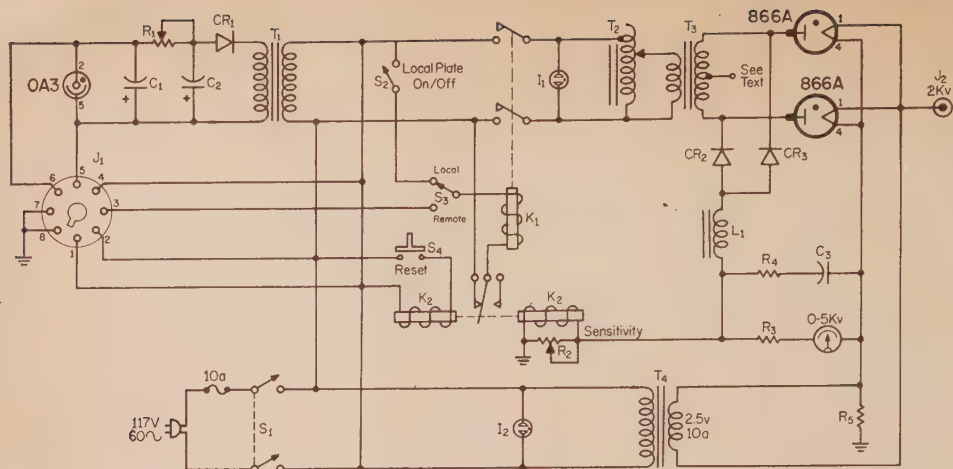 R1
CR1
T1
T2
T3
866A
1
4
0A3
2
5
C1
+
C2
+
S2
Local Plate
On/Off
I1
See
Text
866A
1
4
J2
2Kv
J1
6
5
4
7
3
8
2
1
Local
S3
Remote
K1
CR2
CR3
L1
S4
Reset
R4
C3
K2
K2
Sensitivity
R2
R3
0-5Kv
10a
117V
60~
S1
I2
T4
2.5v
10a
R5